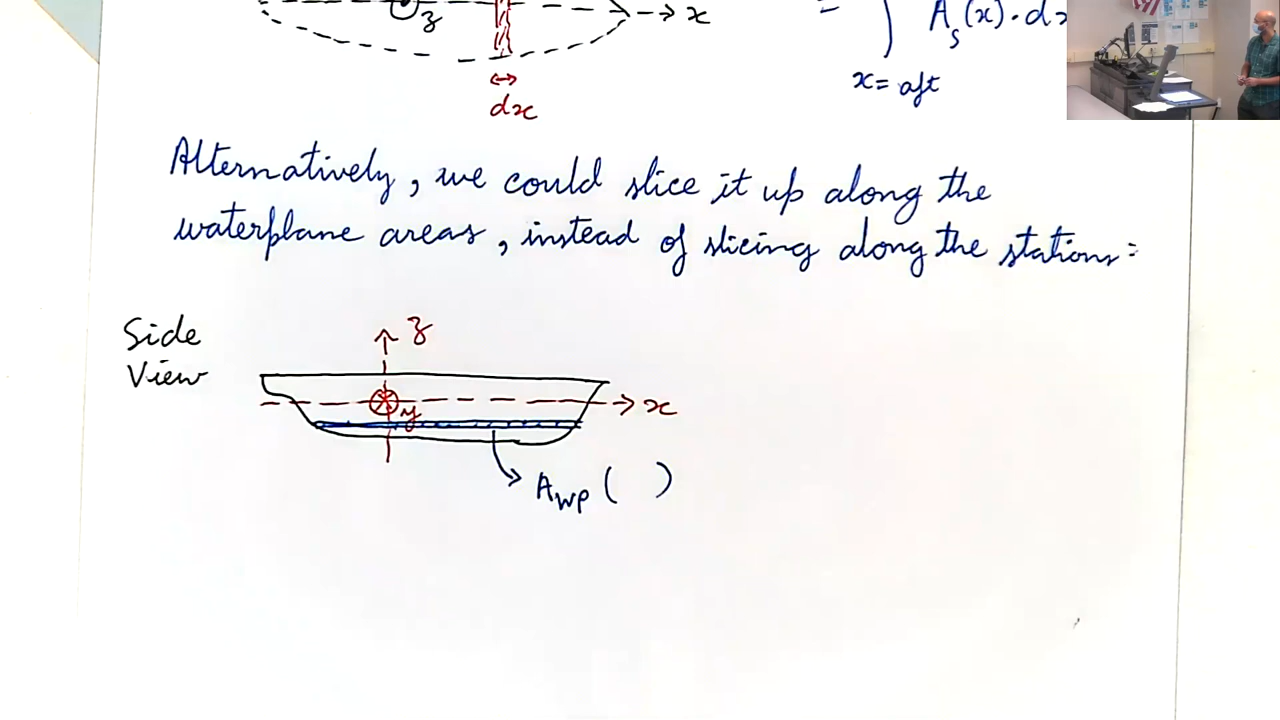 z → x
= ∫ A_s(x) · dx
x = aft
↔
dx
Alternatively, we could slice it up along the
waterplane areas, instead of slicing along the stations:
Side
View
↑ z
⊗ y → x
→ A_WP ( )